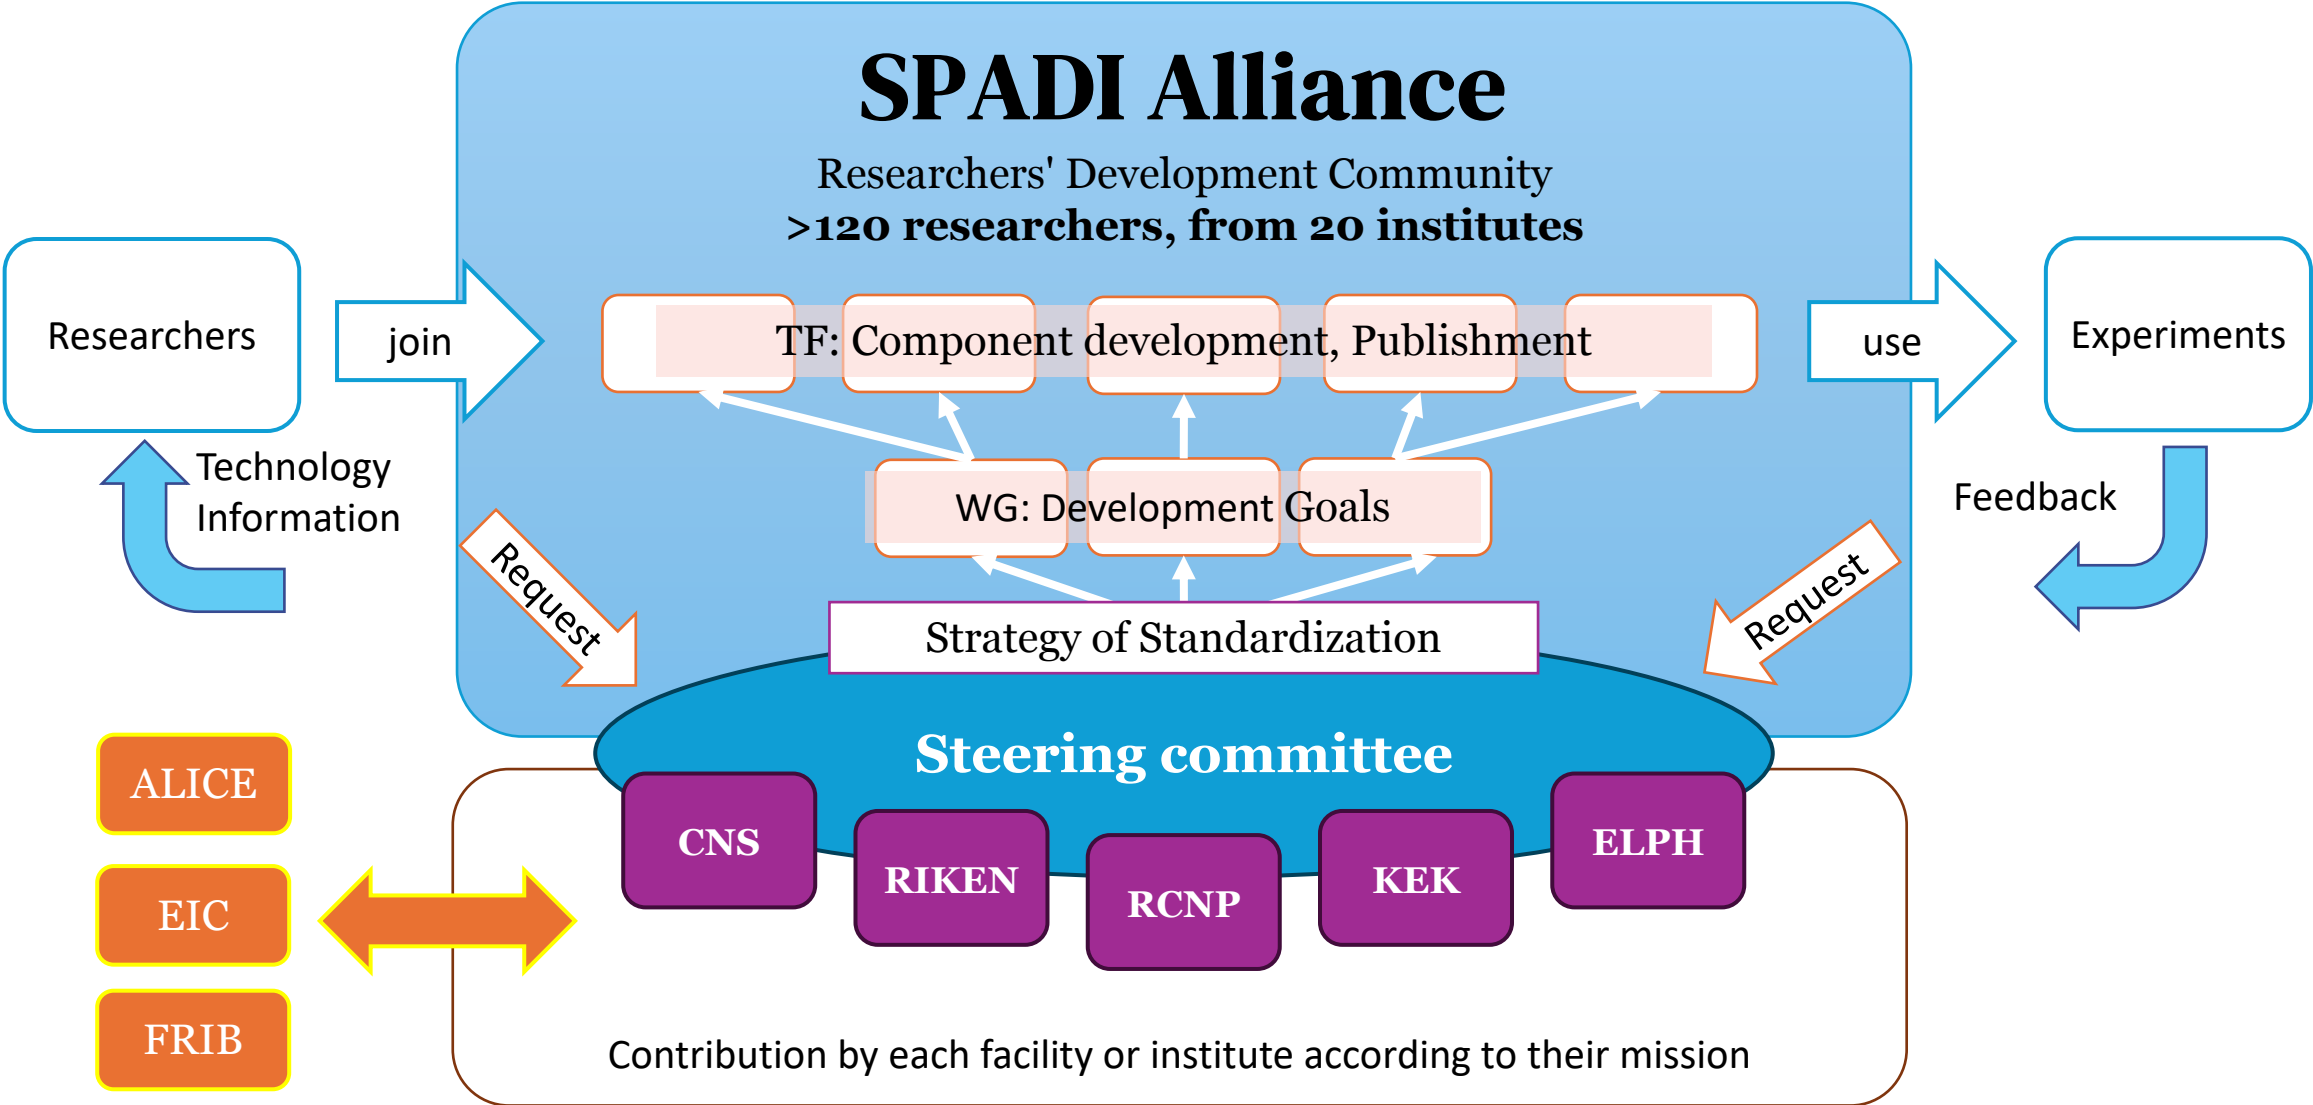 SPADI Alliance
Researchers' Development Community
>120 researchers, from 20 institutes
Researchers
join
TF: Component development, Publishment
use
Experiments
Technology
Information
WG: Development Goals
Feedback
Request
Request
Strategy of Standardization
Steering committee
ALICE
EIC
FRIB
CNS
RIKEN
RCNP
KEK
ELPH
Contribution by each facility or institute according to their mission